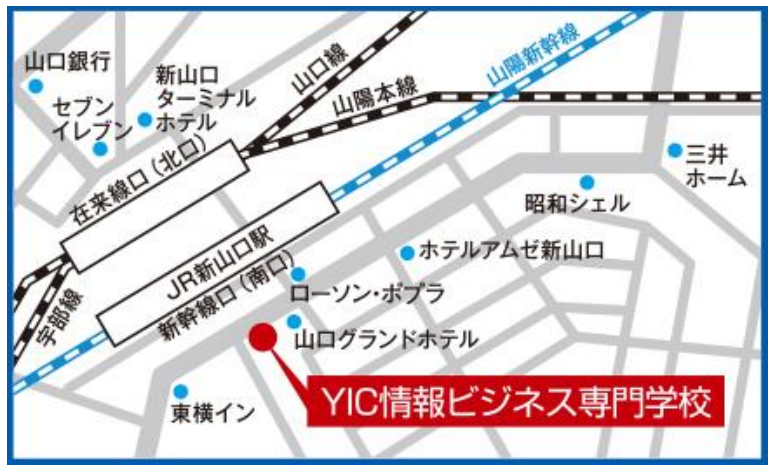 山口銀行
セブン
イレブン
新山口
ターミナル
ホテル
山口線
山陽本線
山陽新幹線
三井
ホーム
昭和シェル
在来線口(北口)
JR新山口駅
新幹線口(南口)
宇部線
ホテルアムゼ新山口
ローソン・ポプラ
山口グランドホテル
東横イン
YIC情報ビジネス専門学校